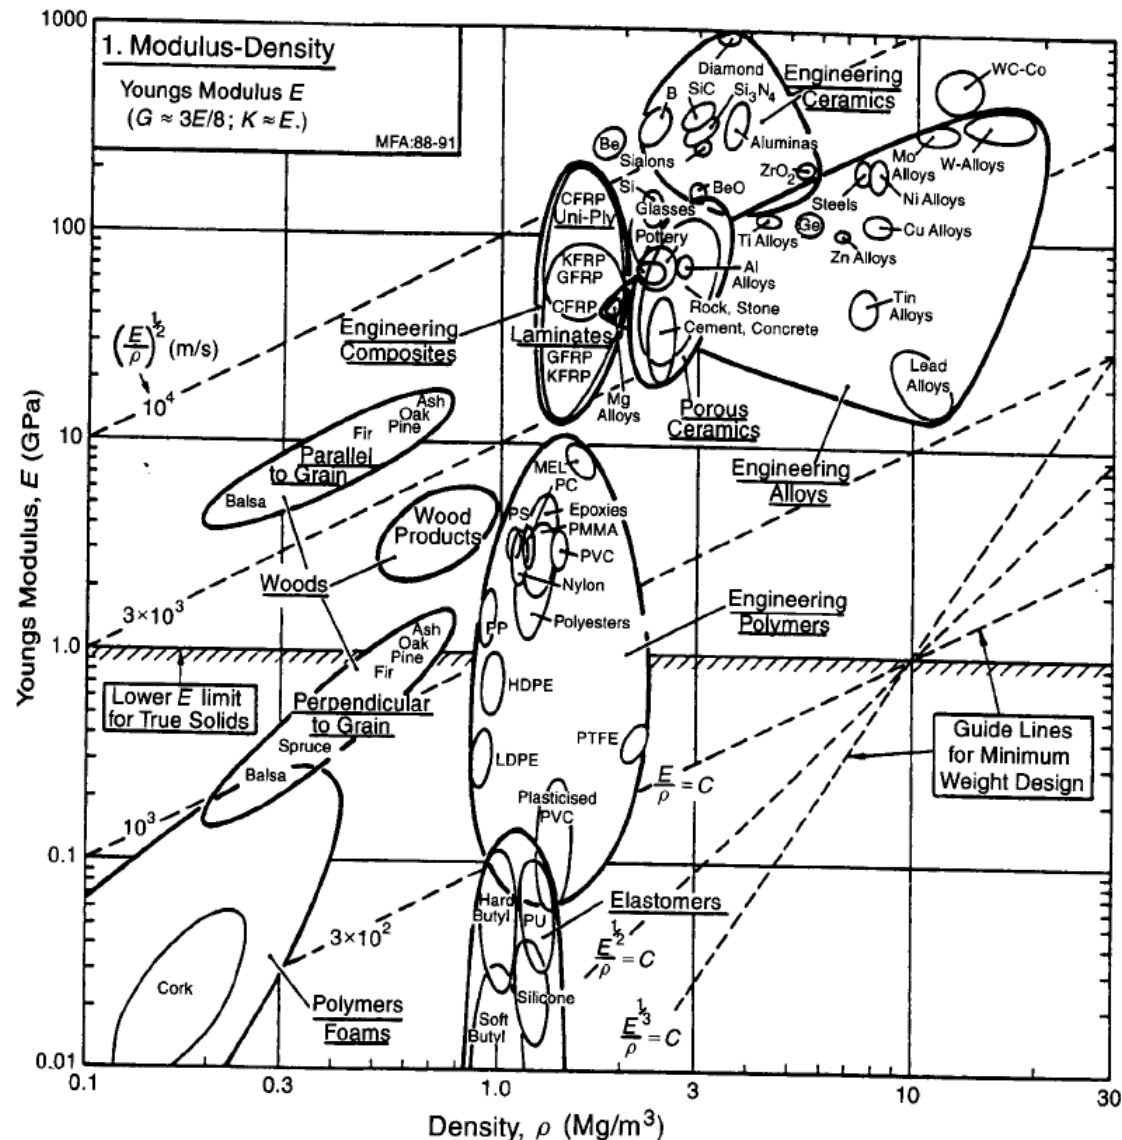 1. Modulus-Density
Youngs Modulus E
(G ≈ 3E/8; K ≈ E.)
MFA:88-91
1000
100
10
1.0
0.1
0.01
Youngs Modulus, E (GPa)
0.1
0.3
1.0
3
10
30
Density, ρ (Mg/m³)
Diamond
Engineering
Ceramics
WC-Co
B
SiC
Si₃N₄
Be
Sialons
Aluminas
ZrO₂
BeO
Si
Mo
Alloys
W-Alloys
Steels
Ni Alloys
CFRP
Uni-Ply
Glasses
Pottery
Ti Alloys
Ge
Cu Alloys
Zn Alloys
KFRP
GFRP
Al
Alloys
CFRP
Laminates
Rock, Stone
Cement, Concrete
Tin
Alloys
GFRP
KFRP
Engineering
Composites
Lead
Alloys
Mg
Alloys
Porous
Ceramics
Engineering
Alloys
(E/ρ)^½ (m/s)
10⁴
Ash
Oak
Pine
Fir
Parallel
to Grain
Balsa
Wood
Products
Woods
MEL
PC
PS
Epoxies
PMMA
PVC
Nylon
Polyesters
PP
Engineering
Polymers
3×10³
Ash
Oak
Pine
Fir
Lower E limit
for True Solids
Perpendicular
to Grain
HDPE
Spruce
Balsa
LDPE
PTFE
Plasticised
PVC
E/ρ = C
Guide Lines
for Minimum
Weight Design
10³
Hard
Butyl
PU
Elastomers
E^½/ρ = C
3×10²
Cork
Polymers
Foams
Silicone
Soft
Butyl
E^⅓/ρ = C